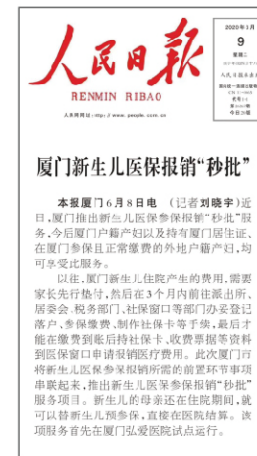 人民日报
RENMIN RIBAO
人民网网址:http://www.people.com.cn
9
厦门新生儿医保报销“秒批”
本报厦门6月8日电 （记者刘晓宇）近
日，厦门推出新生儿医保参保报销“秒批”服
务，今后厦门户籍产妇以及持有厦门居住证、
在厦门参保且正常缴费的外地户籍产妇，均
可享受此服务。
以往，厦门新生儿住院产生的费用，需要
家长先行垫付，然后在3个月内前往派出所、
居委会、税务部门、社保窗口等部门办妥登记
落户、参保缴费、制作社保卡等手续，最后才
能在缴费到账后持社保卡、收费票据等资料
到医保窗口申请报销医疗费用。此次厦门市
将新生儿医保参保报销所需的前置环节事项
串联起来，推出新生儿医保参保报销“秒批”
服务项目。新生儿的母亲还在住院期间，就
可以替新生儿预参保，直接在医院结算。该
项服务首先在厦门弘爱医院试点运行。